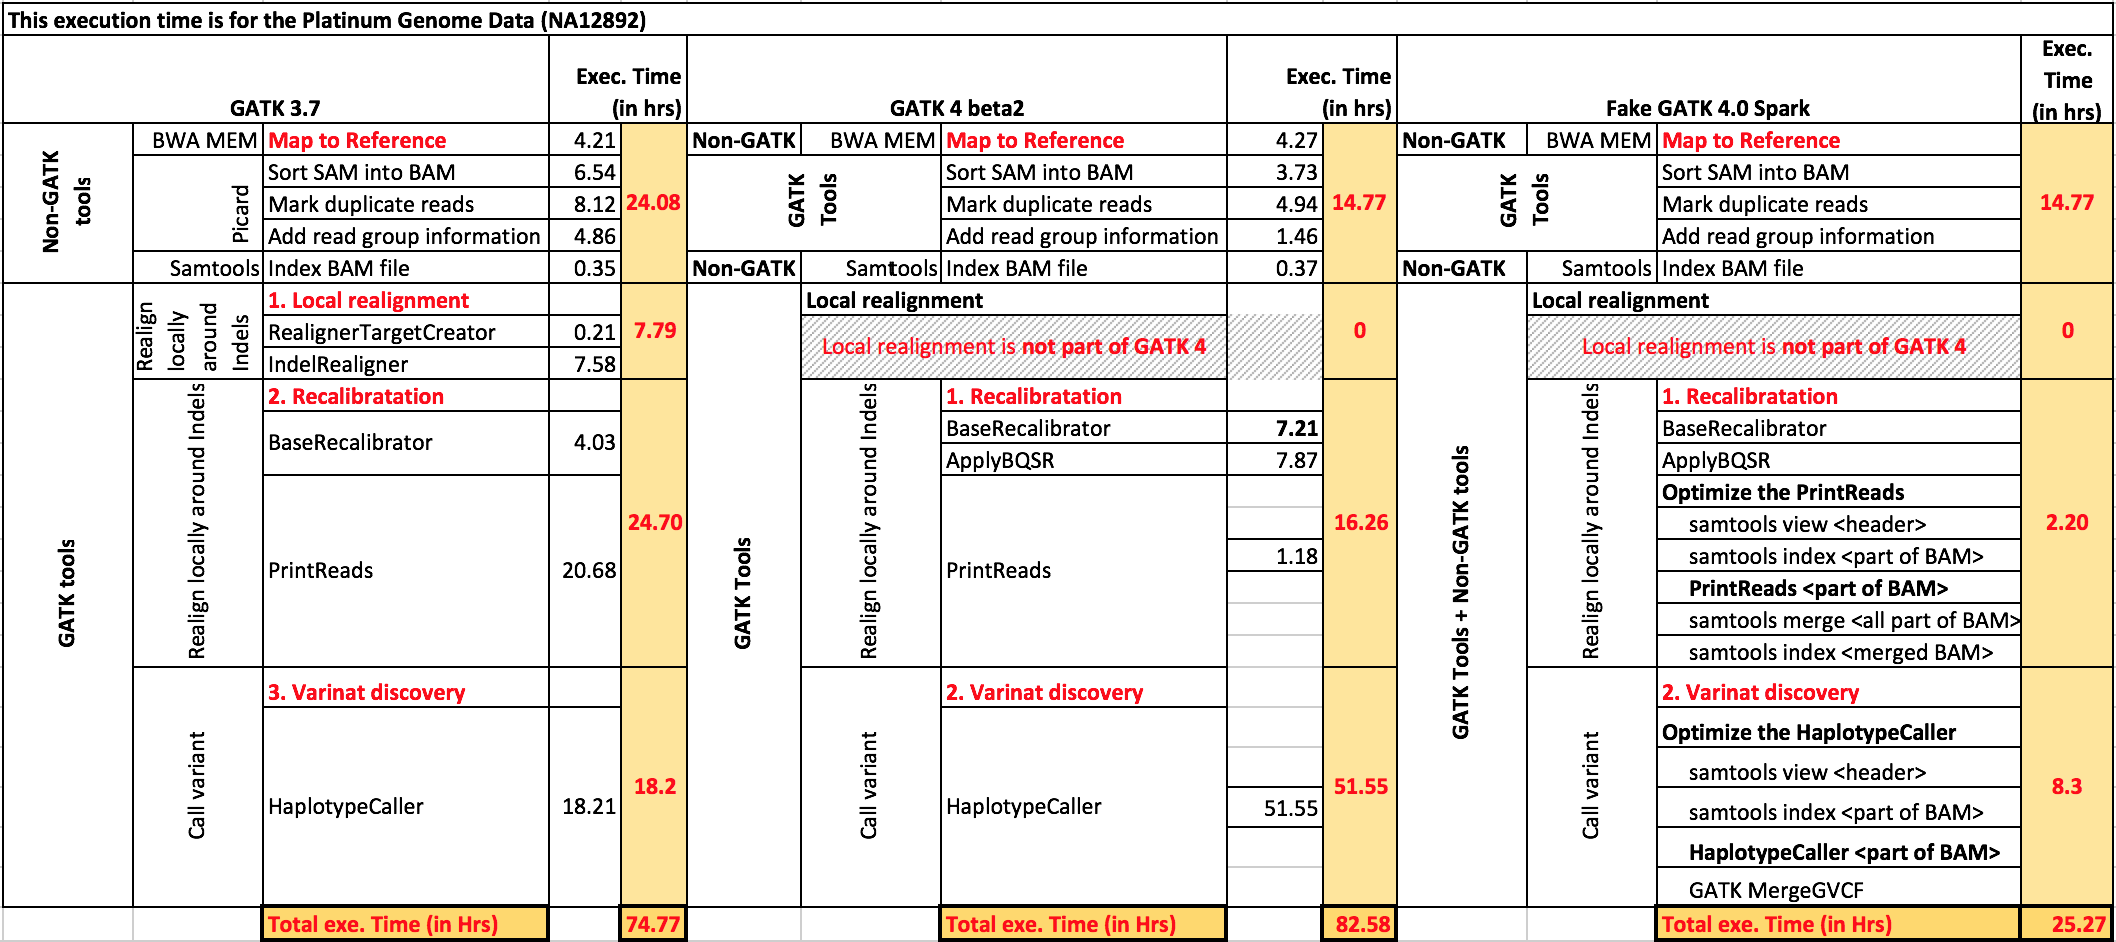 This execution time is for the Platinum Genome Data (NA12892)
GATK 3.7
Exec. Time
(in hrs)
GATK 4 beta2
Exec. Time
(in hrs)
Fake GATK 4.0 Spark
Exec.
Time
(in hrs)
Non-GATK
tools
BWA MEM
Map to Reference
4.21
Picard
Sort SAM into BAM
6.54
Mark duplicate reads
8.12
24.08
Add read group information
4.86
Samtools
Index BAM file
0.35
GATK tools
Realign
locally
around
Indels
1. Local realignment
RealignerTargetCreator
0.21
7.79
IndelRealigner
7.58
Realign locally around Indels
2. Recalibratation
BaseRecalibrator
4.03
24.70
PrintReads
20.68
Call variant
3. Varinat discovery
HaplotypeCaller
18.21
18.2
Total exe. Time (in Hrs)
74.77
Non-GATK
BWA MEM
Map to Reference
4.27
GATK
Tools
Sort SAM into BAM
3.73
Mark duplicate reads
4.94
14.77
Add read group information
1.46
Non-GATK
Samtools
Index BAM file
0.37
GATK Tools
Local realignment
Local realignment is not part of GATK 4
0
Realign locally around Indels
1. Recalibratation
BaseRecalibrator
7.21
ApplyBQSR
7.87
16.26
PrintReads
1.18
Call variant
2. Varinat discovery
HaplotypeCaller
51.55
51.55
Total exe. Time (in Hrs)
82.58
Non-GATK
BWA MEM
Map to Reference
GATK
Tools
Sort SAM into BAM
Mark duplicate reads
14.77
Add read group information
Non-GATK
Samtools
Index BAM file
GATK Tools + Non-GATK tools
Local realignment
Local realignment is not part of GATK 4
0
Realign locally around Indels
1. Recalibratation
BaseRecalibrator
ApplyBQSR
Optimize the PrintReads
samtools view <header>
2.20
samtools index <part of BAM>
PrintReads <part of BAM>
samtools merge <all part of BAM>
samtools index <merged BAM>
Call variant
2. Varinat discovery
Optimize the HaplotypeCaller
samtools view <header>
8.3
samtools index <part of BAM>
HaplotypeCaller <part of BAM>
GATK MergeGVCF
Total exe. Time (in Hrs)
25.27